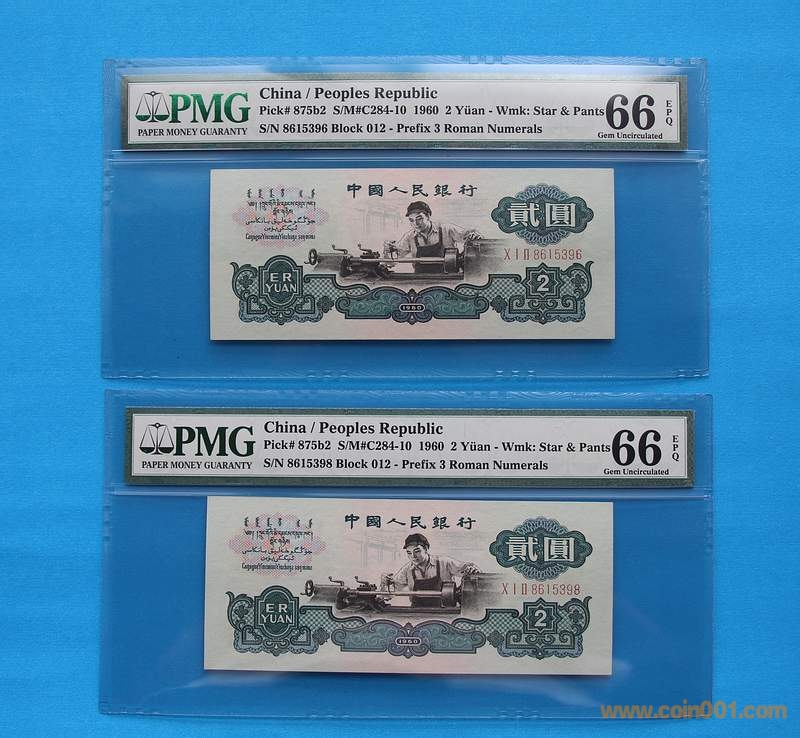 PMG
PAPER MONEY GUARANTY
China / Peoples Republic
Pick# 875b2 S/M#C284-10 1960 2 Yüan - Wmk: Star & Pants
S/N 8615396 Block 012 - Prefix 3 Roman Numerals
66 EPQ
Gem Uncirculated
中國人民銀行
貳圓
X I II 8615396
ER
YUAN
1960
2
PMG
PAPER MONEY GUARANTY
China / Peoples Republic
Pick# 875b2 S/M#C284-10 1960 2 Yüan - Wmk: Star & Pants
S/N 8615398 Block 012 - Prefix 3 Roman Numerals
66 EPQ
Gem Uncirculated
中國人民銀行
貳圓
X I II 8615398
ER
YUAN
1960
2
www.coin001.com